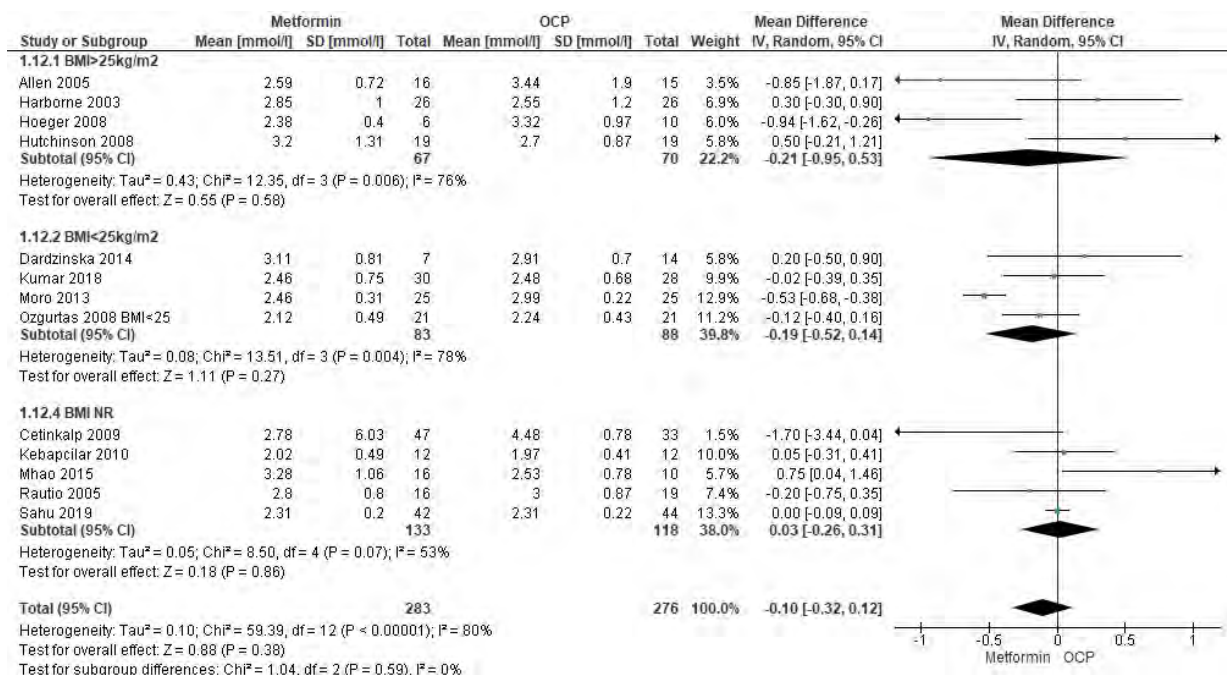 Metformin OCP Mean Difference Mean Difference
Study or Subgroup Mean [mmol/l] SD [mmol/l] Total Mean [mmol/l] SD [mmol/l] Total Weight IV, Random, 95% CI IV, Random, 95% CI
1.12.1 BMI>25kg/m2
Allen 2005 2.59 0.72 16 3.44 1.9 15 3.5% -0.85 [-1.87, 0.17]
Harborne 2003 2.85 1 26 2.55 1.2 26 6.9% 0.30 [-0.30, 0.90]
Hoeger 2008 2.38 0.4 6 3.32 0.97 10 6.0% -0.94 [-1.62, -0.26]
Hutchinson 2008 3.2 1.31 19 2.7 0.87 19 5.8% 0.50 [-0.21, 1.21]
Subtotal (95% CI) 67 70 22.2% -0.21 [-0.95, 0.53]
Heterogeneity: Tau² = 0.43; Chi² = 12.35, df = 3 (P = 0.006); I² = 76%
Test for overall effect: Z = 0.55 (P = 0.58)
1.12.2 BMI<25kg/m2
Dardzinska 2014 3.11 0.81 7 2.91 0.7 14 5.8% 0.20 [-0.50, 0.90]
Kumar 2018 2.46 0.75 30 2.48 0.68 28 9.9% -0.02 [-0.39, 0.35]
Moro 2013 2.46 0.31 25 2.99 0.22 25 12.9% -0.53 [-0.68, -0.38]
Ozgurtas 2008 BMI<25 2.12 0.49 21 2.24 0.43 21 11.2% -0.12 [-0.40, 0.16]
Subtotal (95% CI) 83 88 39.8% -0.19 [-0.52, 0.14]
Heterogeneity: Tau² = 0.08; Chi² = 13.51, df = 3 (P = 0.004); I² = 78%
Test for overall effect: Z = 1.11 (P = 0.27)
1.12.4 BMI NR
Cetinkalp 2009 2.78 6.03 47 4.48 0.78 33 1.5% -1.70 [-3.44, 0.04]
Kebapcilar 2010 2.02 0.49 12 1.97 0.41 12 10.0% 0.05 [-0.31, 0.41]
Mhao 2015 3.28 1.06 16 2.53 0.78 10 5.7% 0.75 [0.04, 1.46]
Rautio 2005 2.8 0.8 16 3 0.87 19 7.4% -0.20 [-0.75, 0.35]
Sahu 2019 2.31 0.2 42 2.31 0.22 44 13.3% 0.00 [-0.09, 0.09]
Subtotal (95% CI) 133 118 38.0% 0.03 [-0.26, 0.31]
Heterogeneity: Tau² = 0.05; Chi² = 8.50, df = 4 (P = 0.07); I² = 53%
Test for overall effect: Z = 0.18 (P = 0.86)
Total (95% CI) 283 276 100.0% -0.10 [-0.32, 0.12]
Heterogeneity: Tau² = 0.10; Chi² = 59.39, df = 12 (P < 0.00001); I² = 80%
Test for overall effect: Z = 0.88 (P = 0.38)
Test for subgroup differences: Chi² = 1.04, df = 2 (P = 0.59), I² = 0%
-1 -0.5 0 0.5 1
Metformin OCP